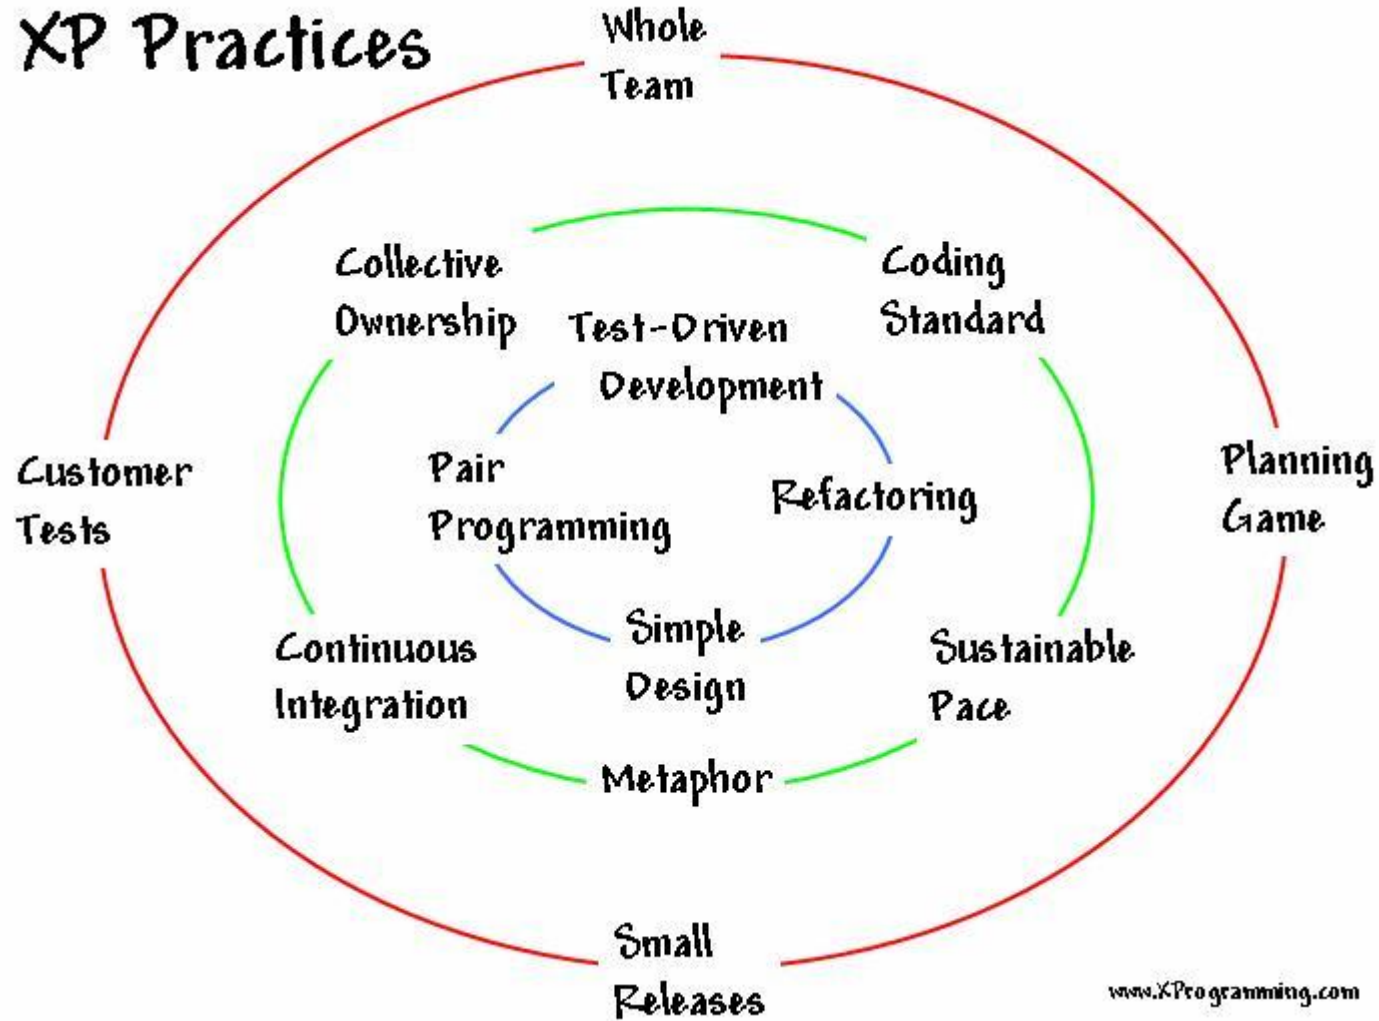 XP Practices
Whole
Team
Collective
Ownership
Coding
Standard
Test-Driven
Development
Customer
Tests
Pair
Programming
Refactoring
Planning
Game
Continuous
Integration
Simple
Design
Sustainable
Pace
Metaphor
Small
Releases
www.XProgramming.com